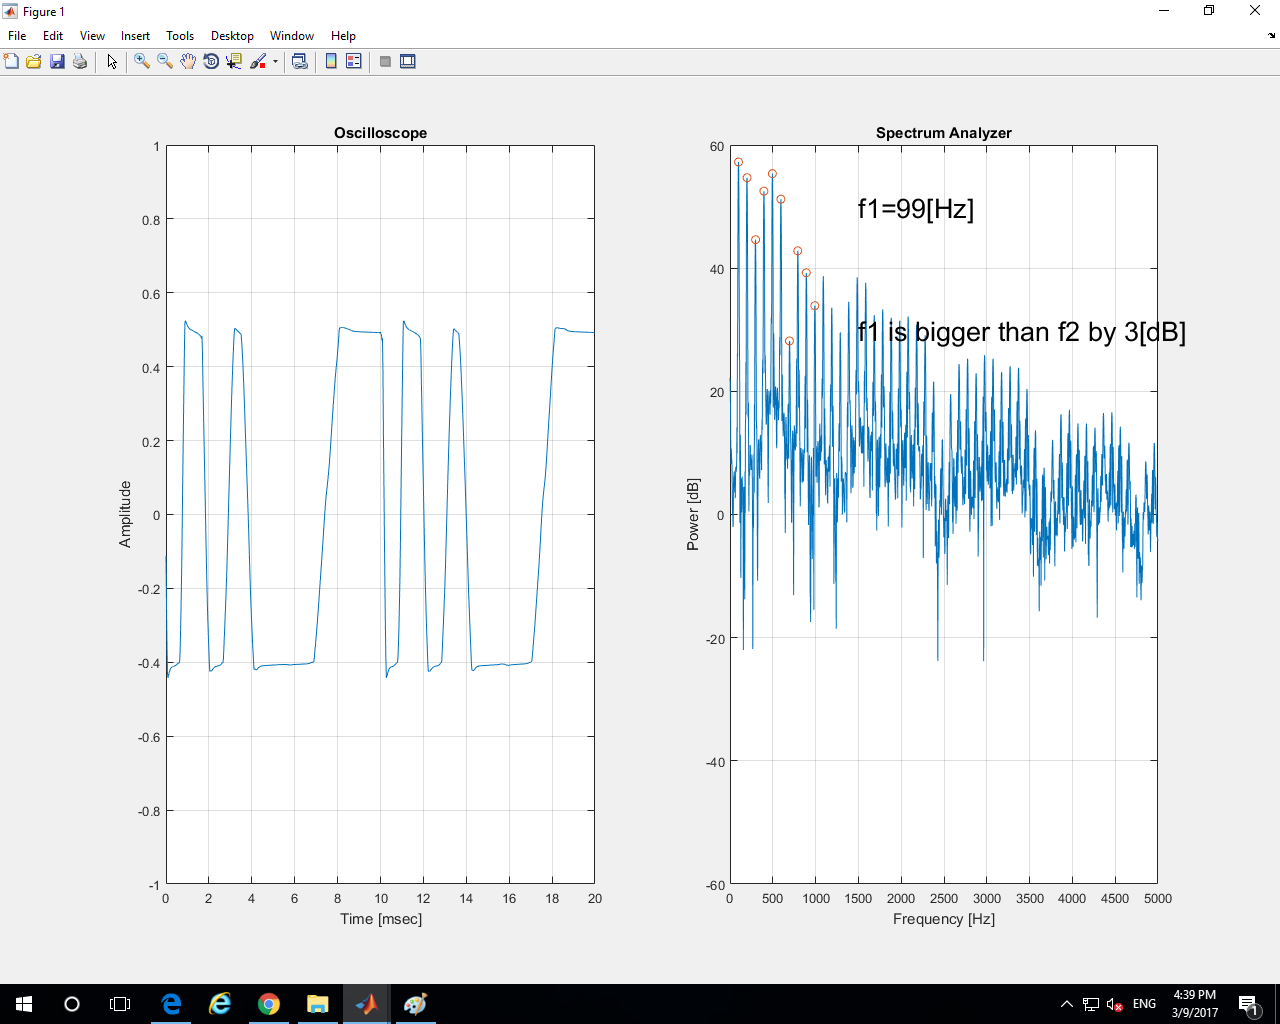 Figure 1
File Edit View Insert Tools Desktop Window Help
Oscilloscope
1
0.8
0.6
0.4
0.2
0
-0.2
-0.4
-0.6
-0.8
-1
Amplitude
0 2 4 6 8 10 12 14 16 18 20
Time [msec]
Spectrum Analyzer
60
40
20
0
-20
-40
-60
Power [dB]
f1=99[Hz]
f1 is bigger than f2 by 3[dB]
0 500 1000 1500 2000 2500 3000 3500 4000 4500 5000
Frequency [Hz]
ENG
4:39 PM
3/9/2017
1